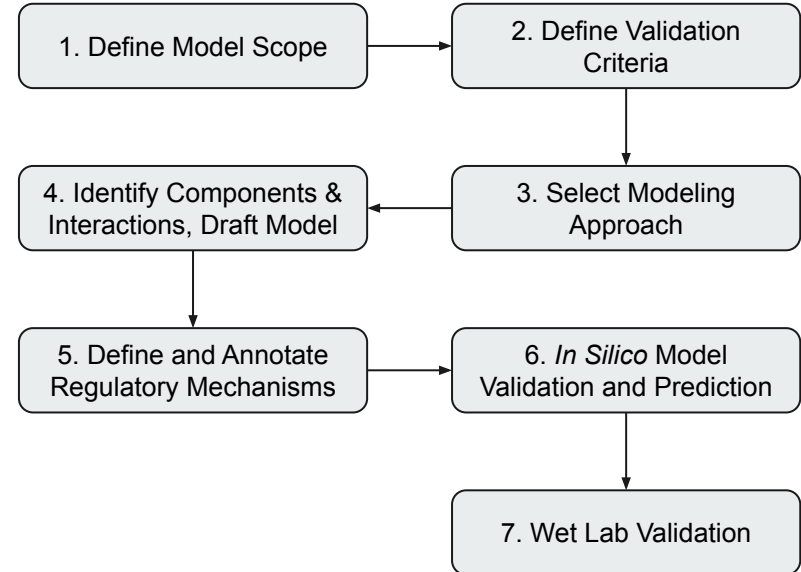 1. Define Model Scope
2. Define Validation
Criteria
3. Select Modeling
Approach
4. Identify Components &
Interactions, Draft Model
5. Define and Annotate
Regulatory Mechanisms
6. In Silico Model
Validation and Prediction
7. Wet Lab Validation